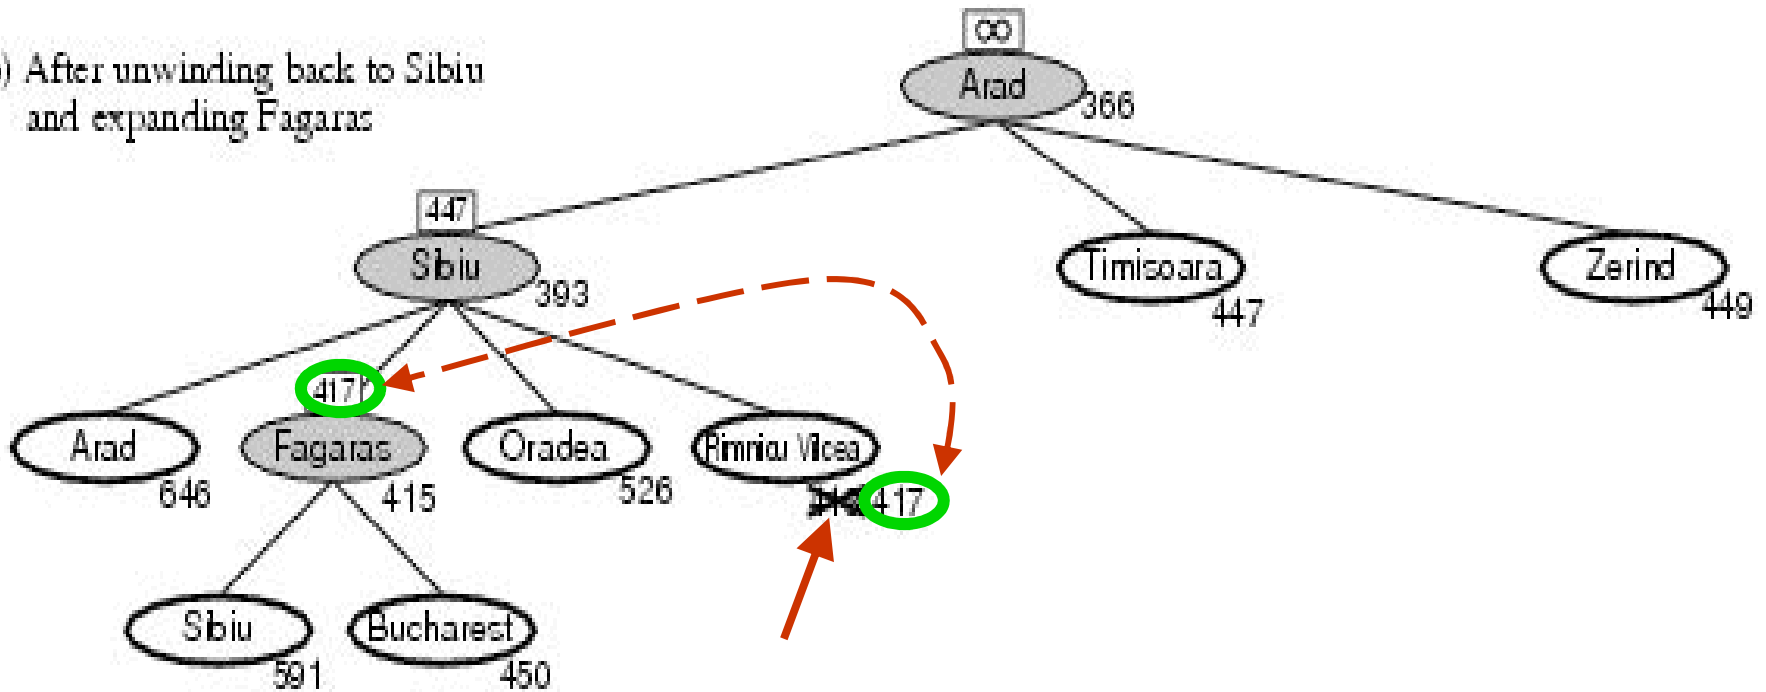 ∞
) After unwinding back to Sibiu
and expanding Fagaras
Arad
366
447
Sibiu
393
Timisoara
447
Zerind
449
417
Arad
646
Fagaras
415
Oradea
526
Rimnicu Vilcea
417
Sibiu
591
Bucharest
450